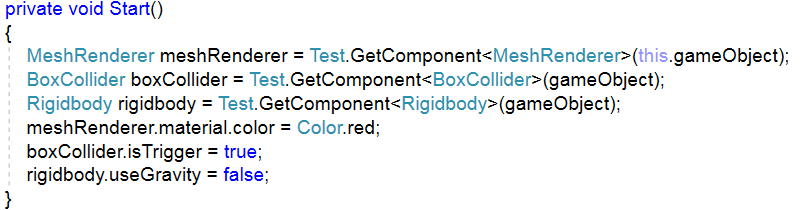 private void Start()
{
MeshRenderer meshRenderer = Test.GetComponent<MeshRenderer>(this.gameObject);
BoxCollider boxCollider = Test.GetComponent<BoxCollider>(gameObject);
Rigidbody rigidbody = Test.GetComponent<Rigidbody>(gameObject);
meshRenderer.material.color = Color.red;
boxCollider.isTrigger = true;
rigidbody.useGravity = false;
}